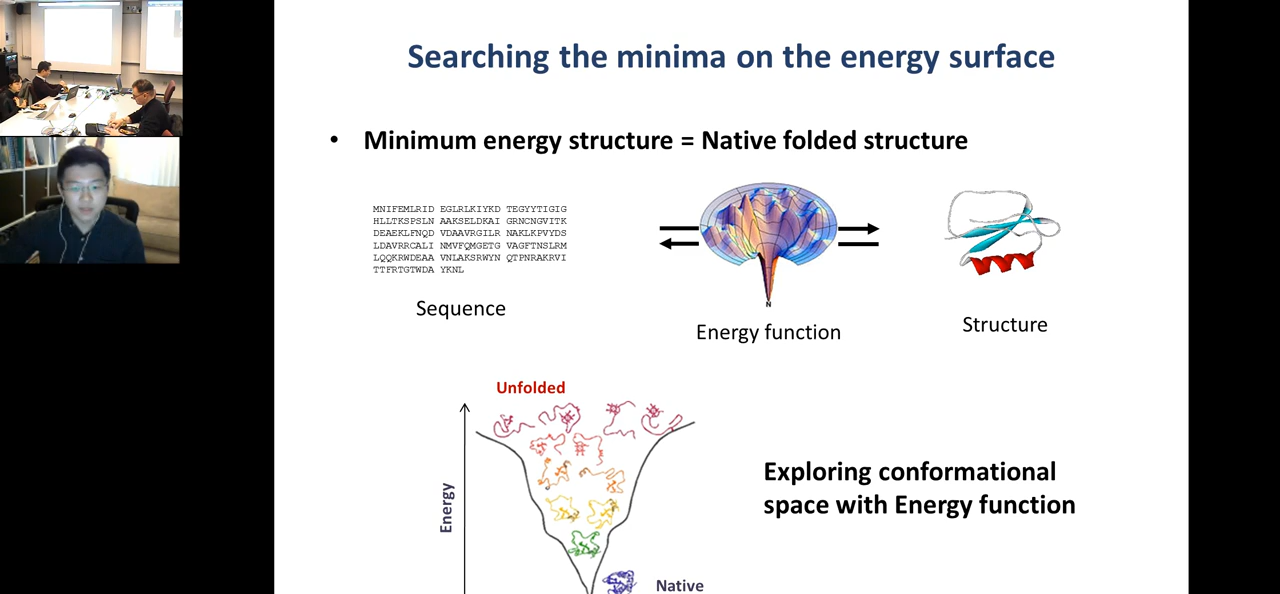 Searching the minima on the energy surface
• Minimum energy structure = Native folded structure
MNIFEMLRID EGLRLKIYKD TEGYYTIGIG
HLLTKSPSLN AAKSELDKAI GRNCNGVITK
DEAEKLFNQD VDAAVRGILR NAKLKPVYDS
LDAVRRCALI NMVFQMGETG VAGFTNSLRM
LQQKRWDEAA VNLAKSRWYN QTPNRAKRVI
TTFRTGTWDA YKNL
Sequence
N
Energy function
Structure
Unfolded
Energy
Native
Exploring conformational
space with Energy function